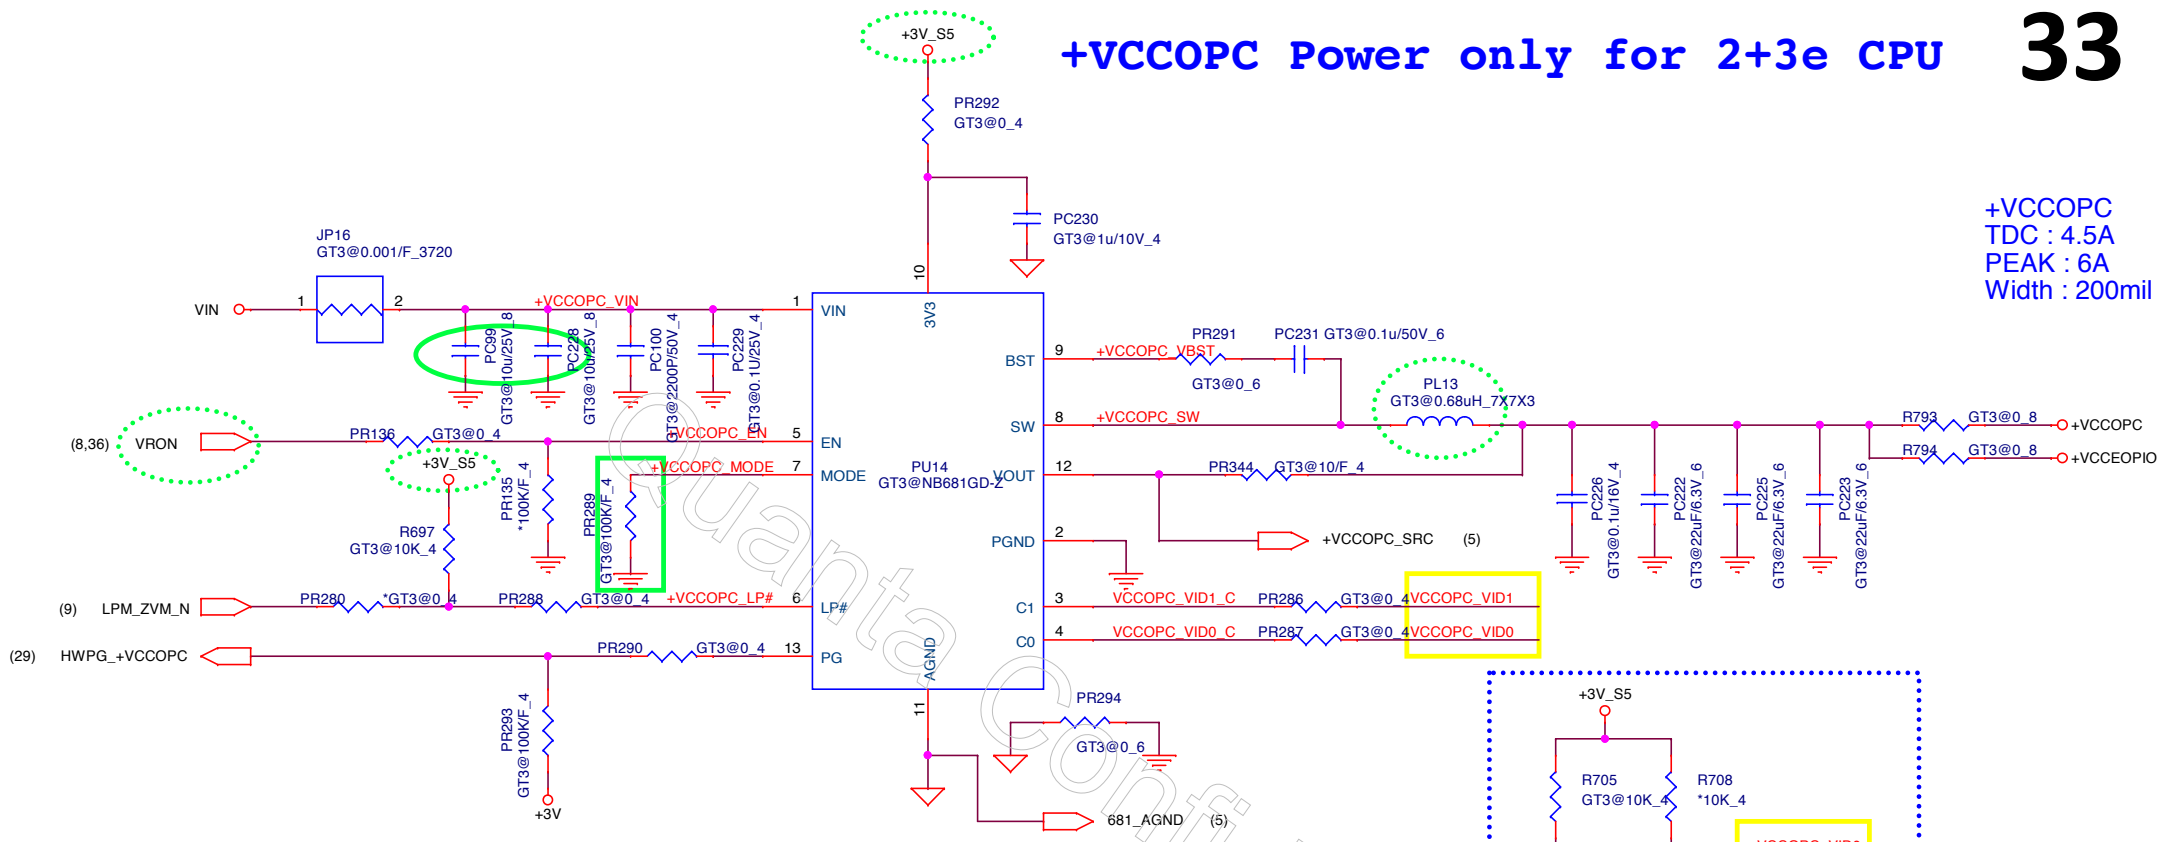 +VCCOPC Power only for 2+3e CPU
33
+3V_S5
PR292
GT3@0_4
PC230
GT3@1u/10V_4
+VCCOPC
TDC : 4.5A
PEAK : 6A
Width : 200mil
JP16
GT3@0.001/F_3720
VIN
1
2
+VCCOPC_VIN
PC99
GT3@10u/25V_8
PC228
GT3@10u/25V_8
PC100
GT3@2200P/50V_4
PC229
GT3@0.1U/25V_4
1
VIN
10
3V3
BST
9
+VCCOPC_VBST
PR291
GT3@0_6
PC231 GT3@0.1u/50V_6
PL13
GT3@0.68uH_7X7X3
SW
8
+VCCOPC_SW
(8,36)
VRON
PR136
GT3@0_4
+VCCOPC_EN
5
EN
+3V_S5
PR135
*100K/F_4
+VCCOPC_MODE
7
MODE
PR289
GT3@100K/F_4
PU14
GT3@NB681GD-Z
VOUT
12
PR344
GT3@10/F_4
R793
GT3@0_8
+VCCOPC
R794
GT3@0_8
+VCCEOPIO
PC226
GT3@0.1u/16V_4
PC222
GT3@22uF/6.3V_6
PC225
GT3@22uF/6.3V_6
PC223
GT3@22uF/6.3V_6
R697
GT3@10K_4
PGND
2
+VCCOPC_SRC
(5)
(9)
LPM_ZVM_N
PR280
*GT3@0_4
PR288
GT3@0_4
+VCCOPC_LP#
6
LP#
C1
3
VCCOPC_VID1_C
PR286
GT3@0_4
VCCOPC_VID1
C0
4
VCCOPC_VID0_C
PR287
GT3@0_4
VCCOPC_VID0
(29)
HWPG_+VCCOPC
PR290
GT3@0_4
13
PG
AGND
11
PR293
GT3@100K/F_4
+3V
PR294
GT3@0_6
681_AGND
(5)
+3V_S5
R705
GT3@10K_4
R708
*10K_4
Quanta Confi